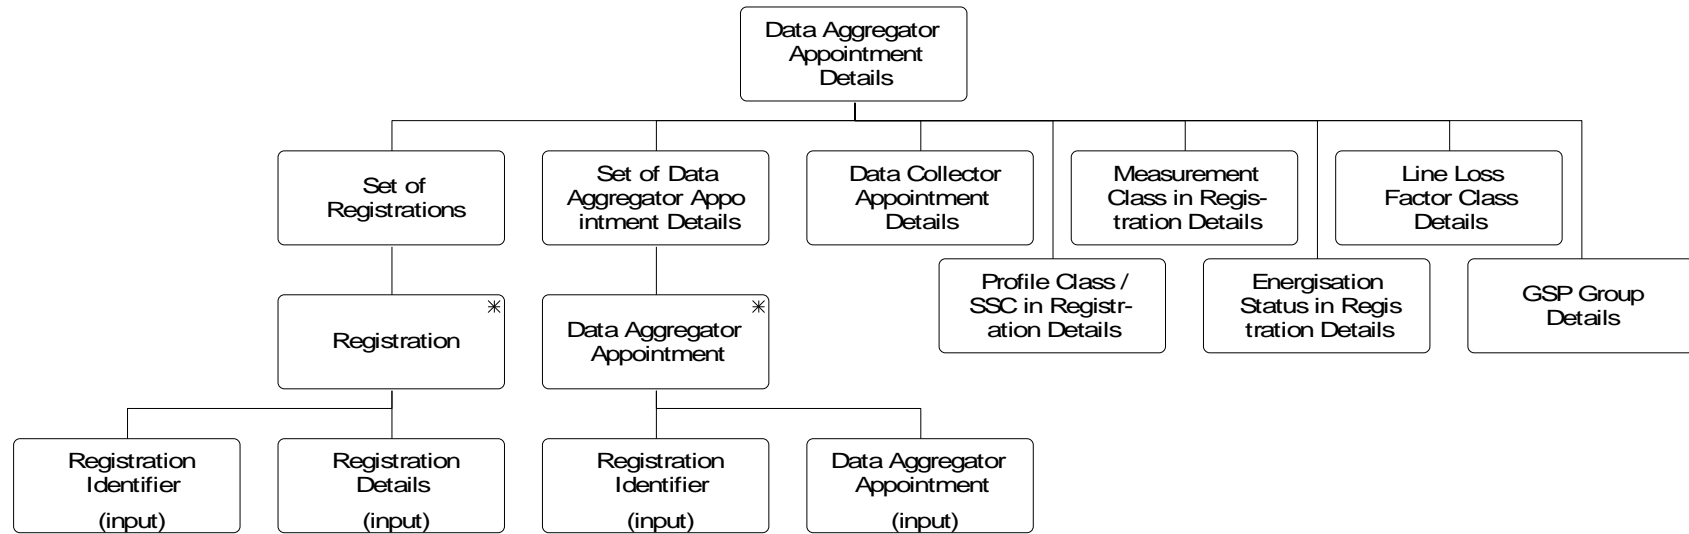 Data Aggregator
Appointment
Details
Set of
Registrations
Set of Data
Aggregator Appo
intment Details
Data Collector
Appointment
Details
Measurement
Class in Regis-
tration Details
Line Loss
Factor Class
Details
Profile Class /
SSC in Registr-
ation Details
Energisation
Status in Regis
tration Details
GSP Group
Details
Registration
Data Aggregator
Appointment
Registration
Identifier
(input)
Registration
Details
(input)
Registration
Identifier
(input)
Data Aggregator
Appointment
(input)